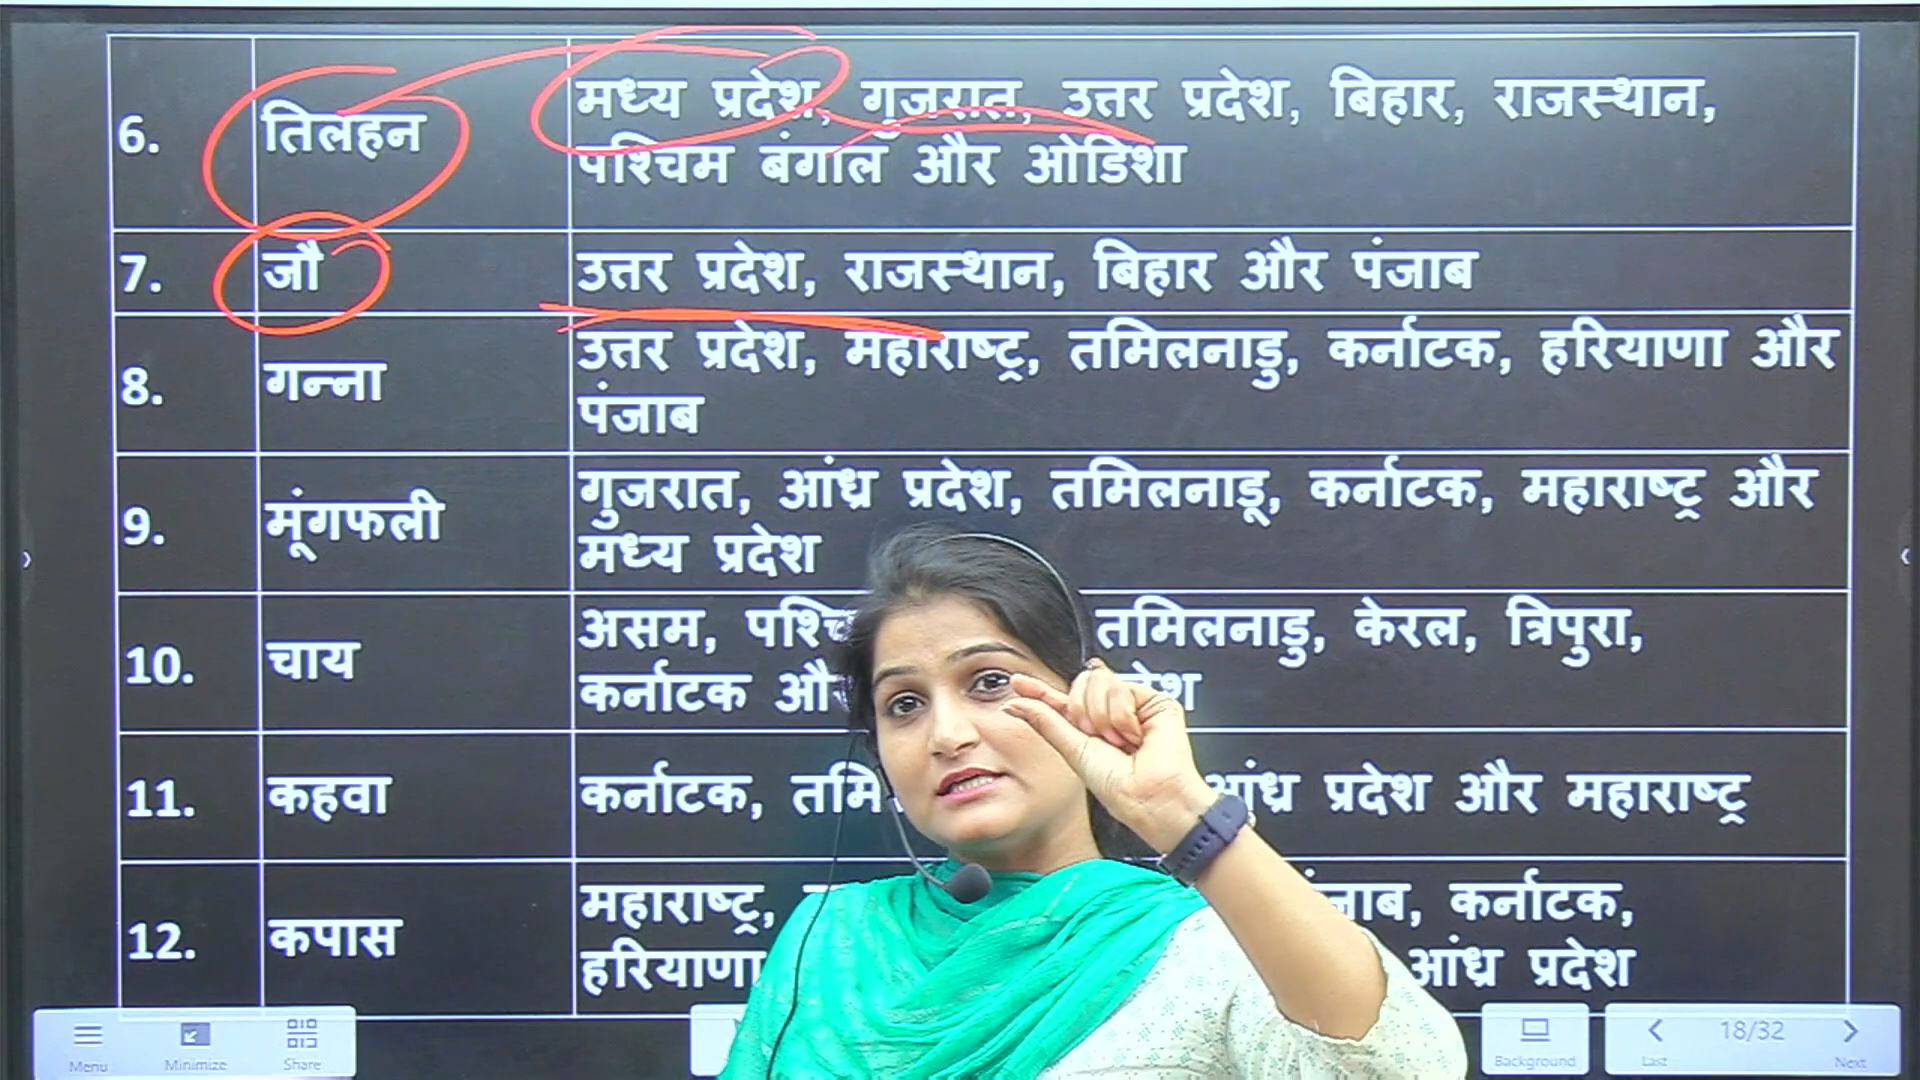 6. तिलहन मध्य प्रदेश, गुजरात, उत्तर प्रदेश, बिहार, राजस्थान,
पश्चिम बंगाल और ओडिशा
7. जौ उत्तर प्रदेश, राजस्थान, बिहार और पंजाब
8. गन्ना उत्तर प्रदेश, महाराष्ट्र, तमिलनाडु, कर्नाटक, हरियाणा और
पंजाब
9. मूंगफली गुजरात, आंध्र प्रदेश, तमिलनाडू, कर्नाटक, महाराष्ट्र और
मध्य प्रदेश
10. चाय असम, तमिलनाडु, केरल, त्रिपुरा,
कर्नाटक
11. कहवा कर्नाटक, आंध्र प्रदेश और महाराष्ट्र
12. कपास महाराष्ट्र, कर्नाटक,
हरियाणा आंध्र प्रदेश
Menu Minimize Share Background Last 18/32 Next